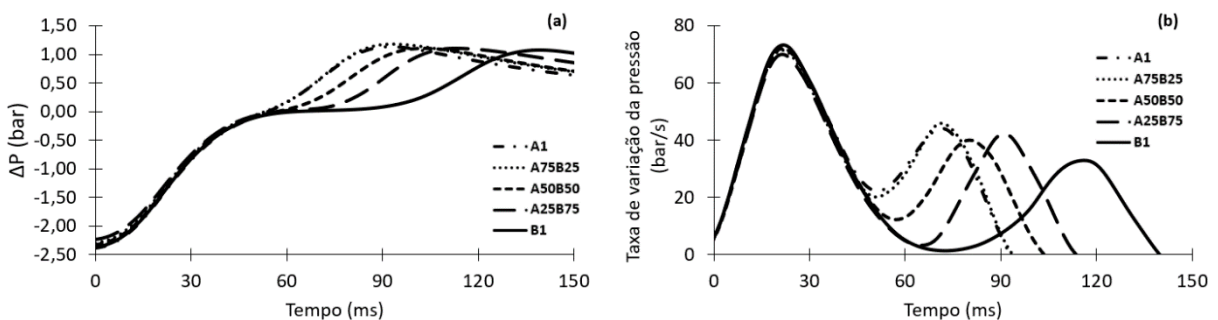 (a)
1,50
1,00
0,50
0,00
-0,50
-1,00
-1,50
-2,00
-2,50
ΔP (bar)
A1
A75B25
A50B50
A25B75
B1
0 30 60 90 120 150
Tempo (ms)
(b)
80
60
40
20
0
Taxa de variação da pressão
(bar/s)
A1
A75B25
A50B50
A25B75
B1
0 30 60 90 120 150
Tempo (ms)